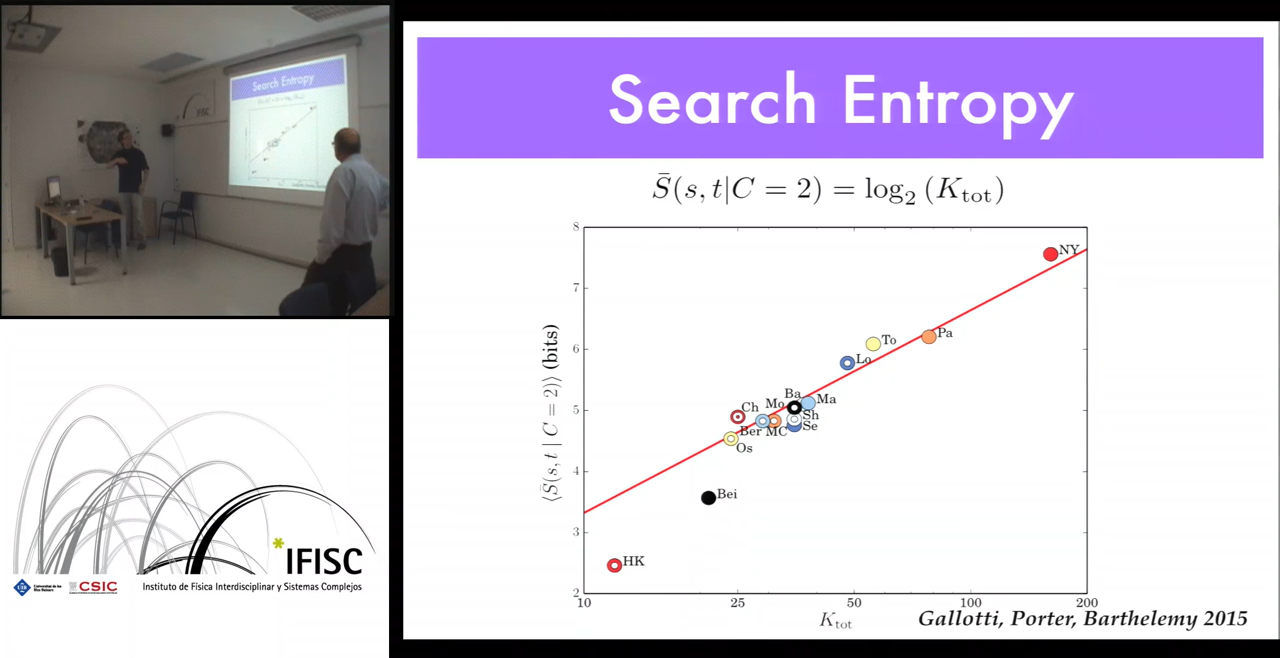 Search Entropy
IFISC
Search Entropy
S̄(s, t|C = 2) = log₂ (K_tot)
8
7
6
5
4
3
2
⟨S̄(s, t | C = 2)⟩ (bits)
NY
Pa
To
Lo
Ba
Ma
Ch
Mo
Sh
Ber
MC
Se
Os
Bei
HK
10
25
50
100
200
K_tot
Gallotti, Porter, Barthelemy 2015
IFISC
UIB
CSIC
Instituto de Física Interdisciplinar y Sistemas Complejos